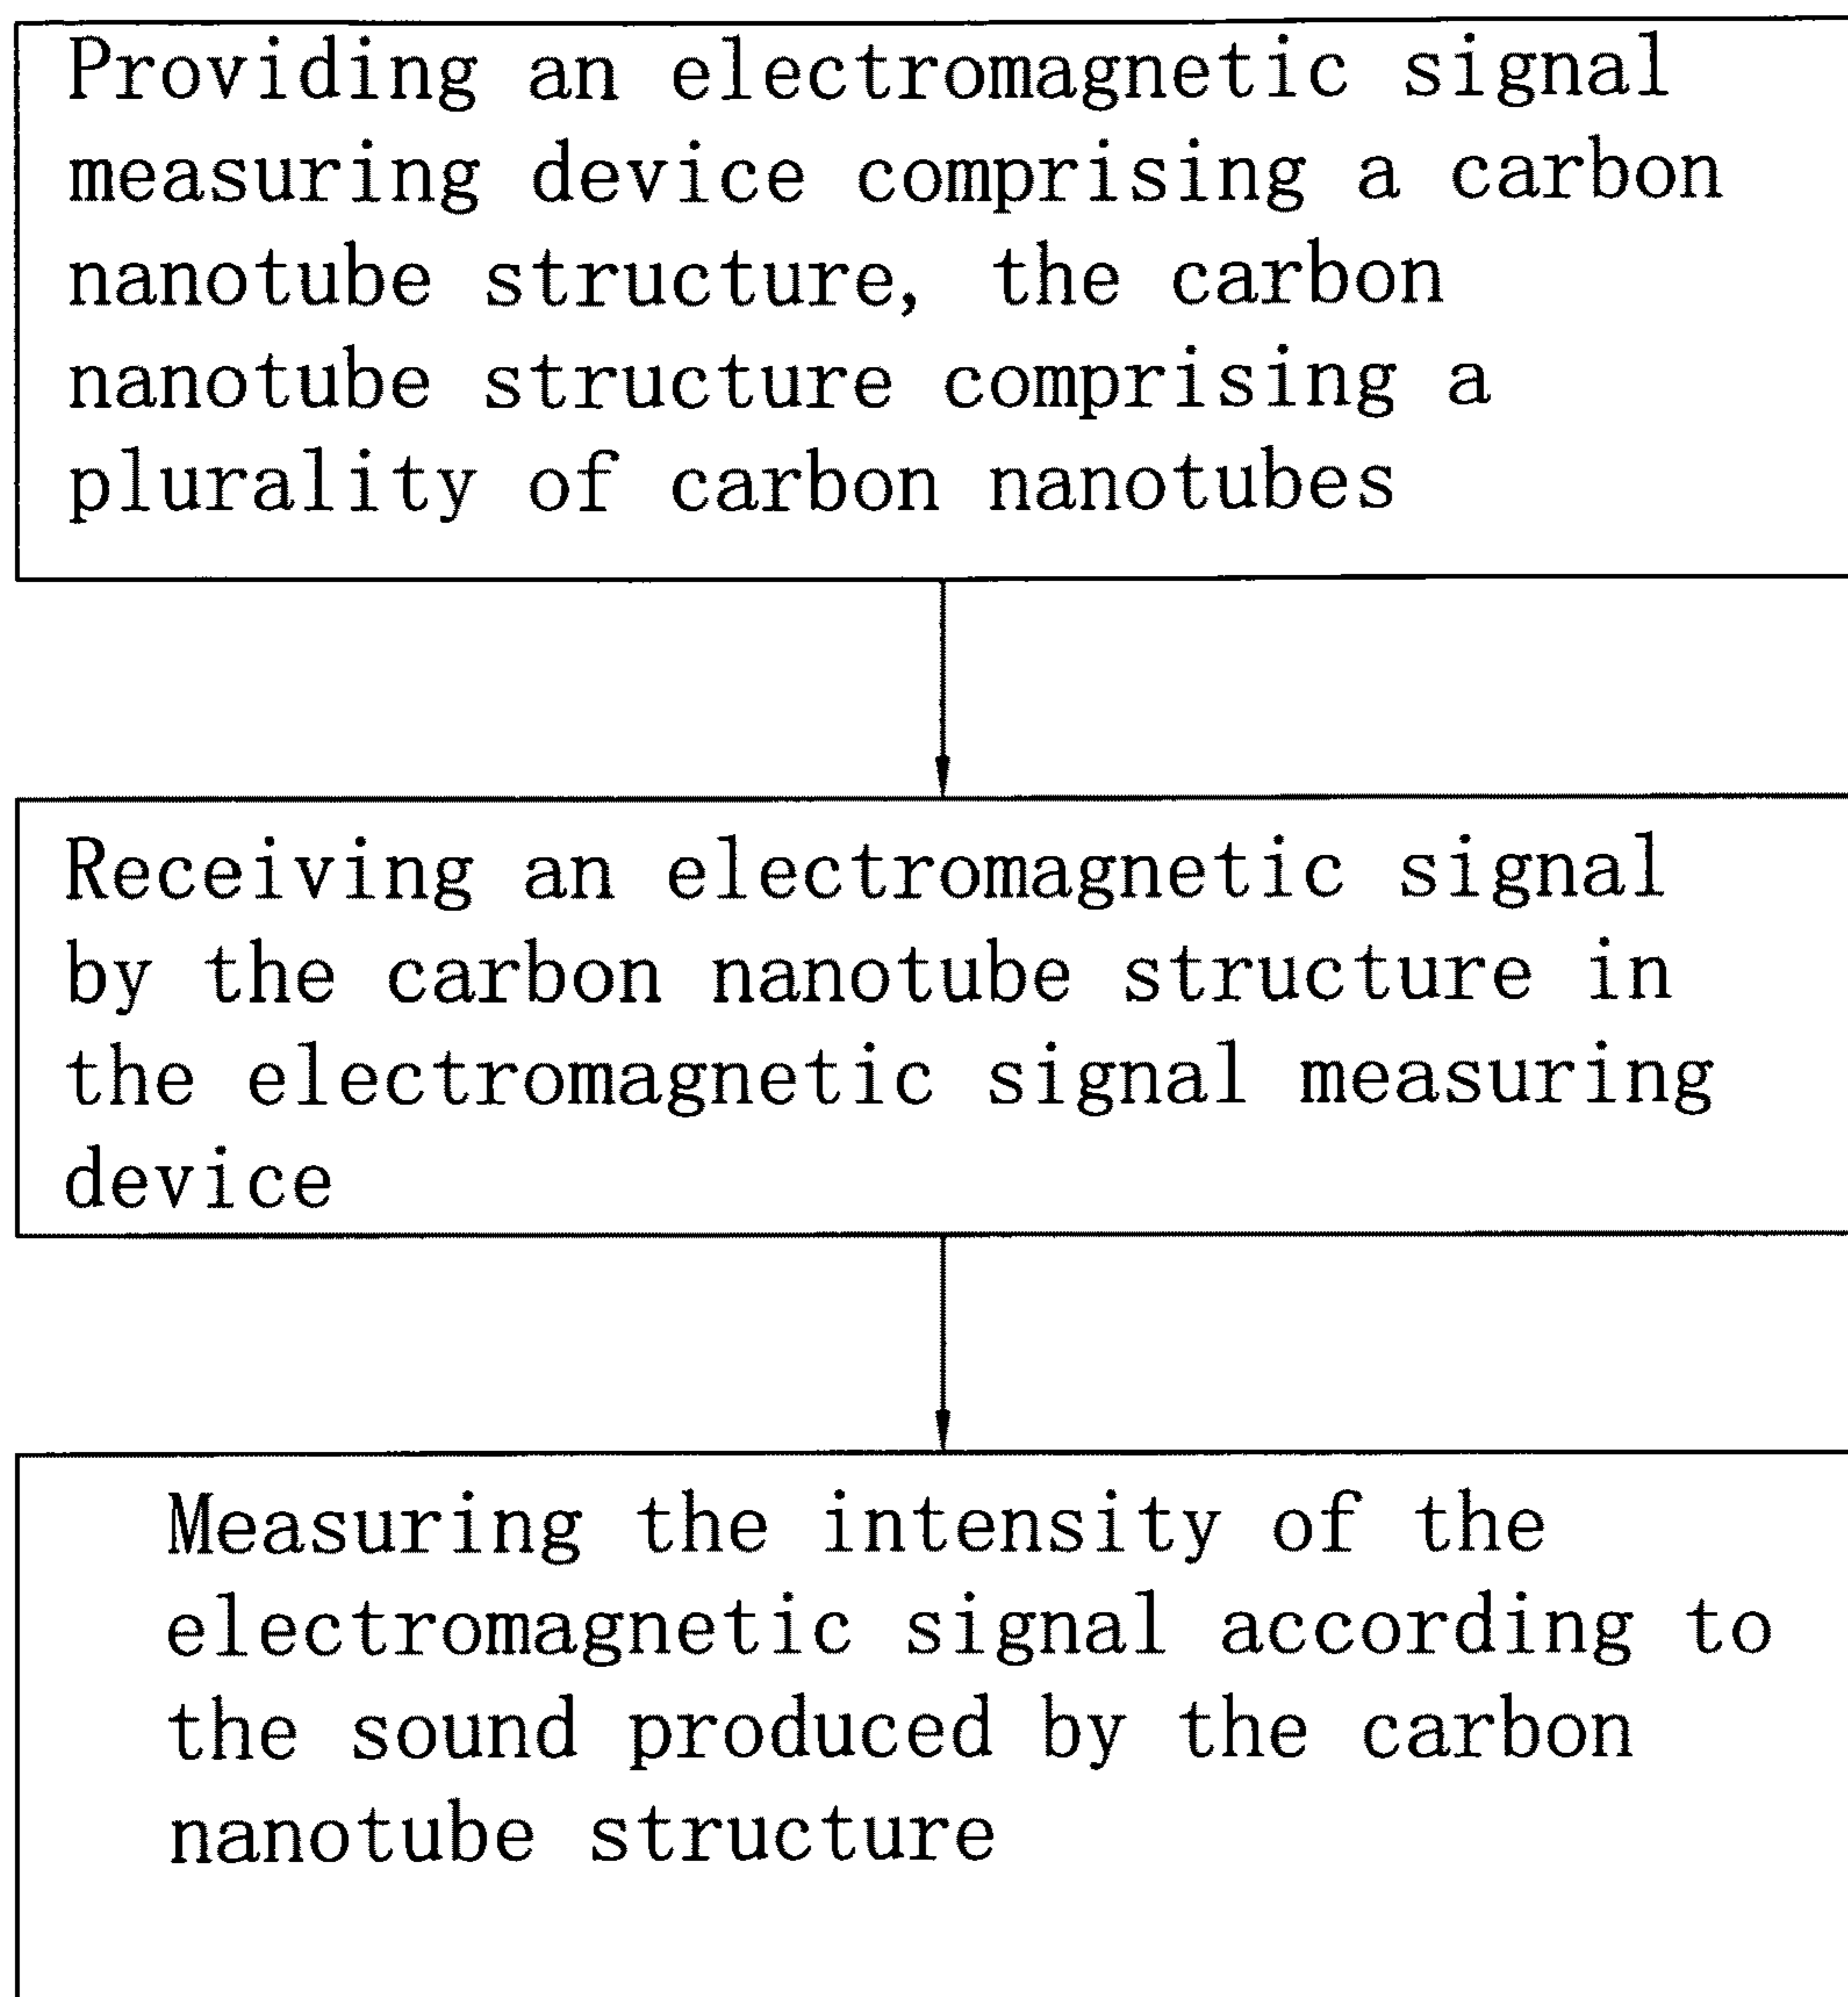 Providing an electromagnetic signal
measuring device comprising a carbon
nanotube structure, the carbon
nanotube structure comprising a
plurality of carbon nanotubes
Receiving an electromagnetic signal
by the carbon nanotube structure in
the electromagnetic signal measuring
device
Measuring the intensity of the
electromagnetic signal according to
the sound produced by the carbon
nanotube structure